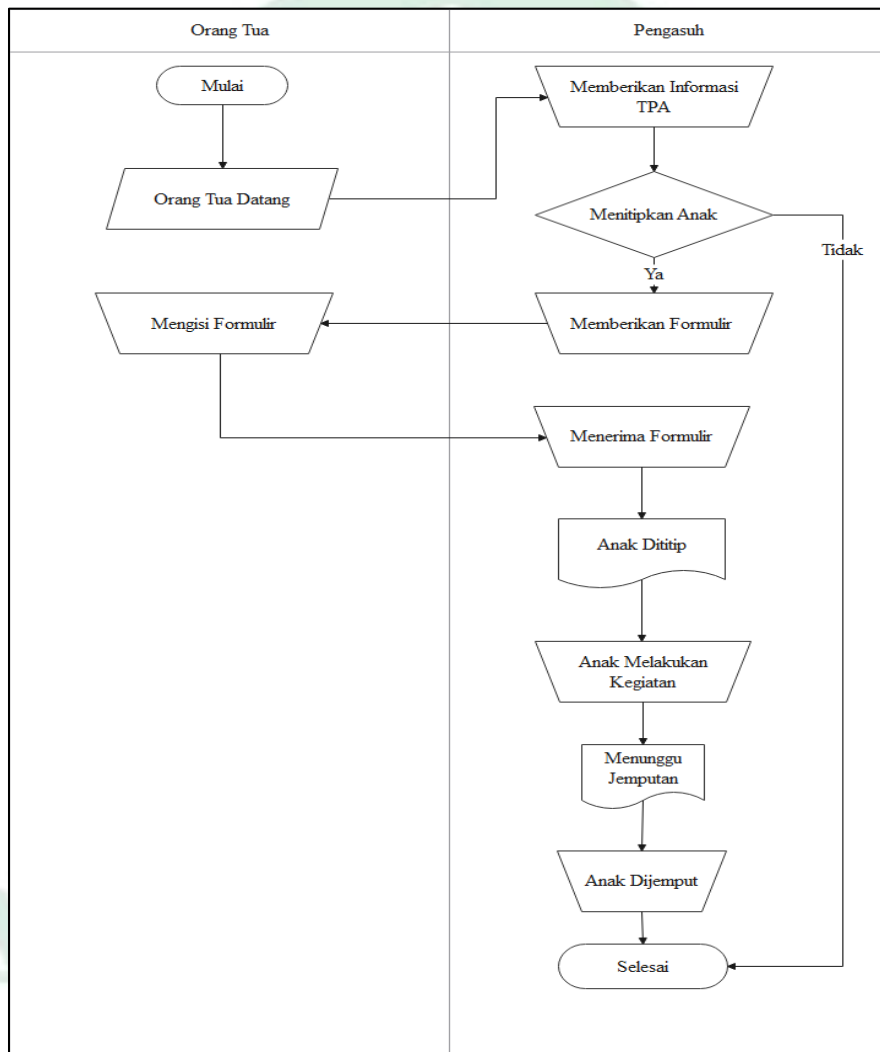 Orang Tua
Pengasuh
Mulai
Memberikan Informasi
TPA
Orang Tua Datang
Menitipkan Anak
Tidak
Ya
Mengisi Formulir
Memberikan Formulir
Menerima Formulir
Anak Dititip
Anak Melakukan
Kegiatan
Menunggu
Jemputan
Anak Dijemput
Selesai